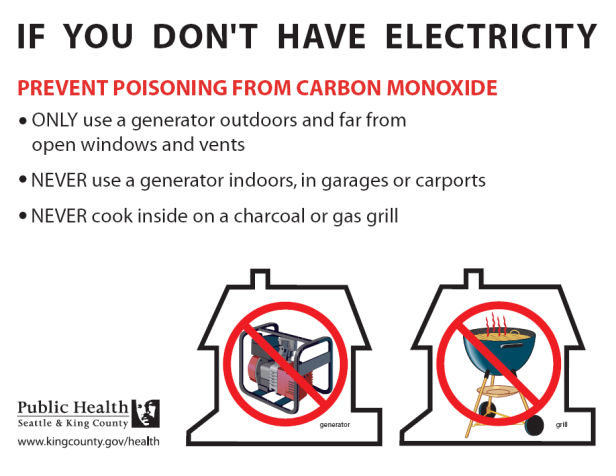 IF YOU DON'T HAVE ELECTRICITY
PREVENT POISONING FROM CARBON MONOXIDE
• ONLY use a generator outdoors and far from
open windows and vents
• NEVER use a generator indoors, in garages or carports
• NEVER cook inside on a charcoal or gas grill
generator
grill
Public Health
Seattle & King County
www.kingcounty.gov/health